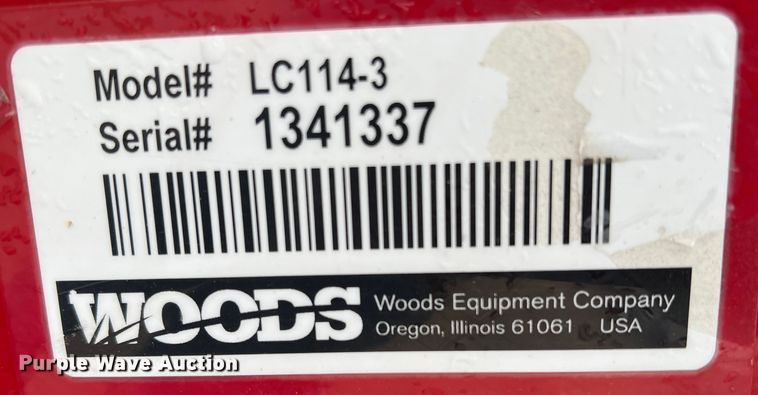 Model# LC114-3
Serial# 1341337
WOODS
Woods Equipment Company
Oregon, Illinois 61061 USA
Purple Wave Auction